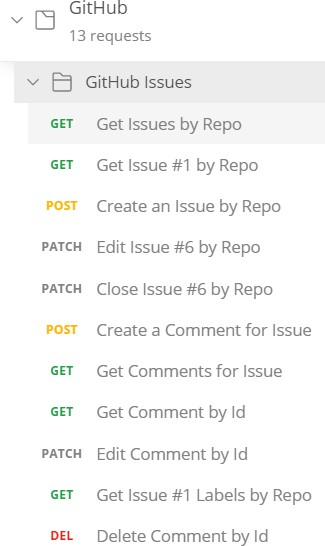 GitHub
13 requests
GitHub Issues
GET Get Issues by Repo
GET Get Issue #1 by Repo
POST Create an Issue by Repo
PATCH Edit Issue #6 by Repo
PATCH Close Issue #6 by Repo
POST Create a Comment for Issue
GET Get Comments for Issue
GET Get Comment by Id
PATCH Edit Comment by Id
GET Get Issue #1 Labels by Repo
DEL Delete Comment by Id